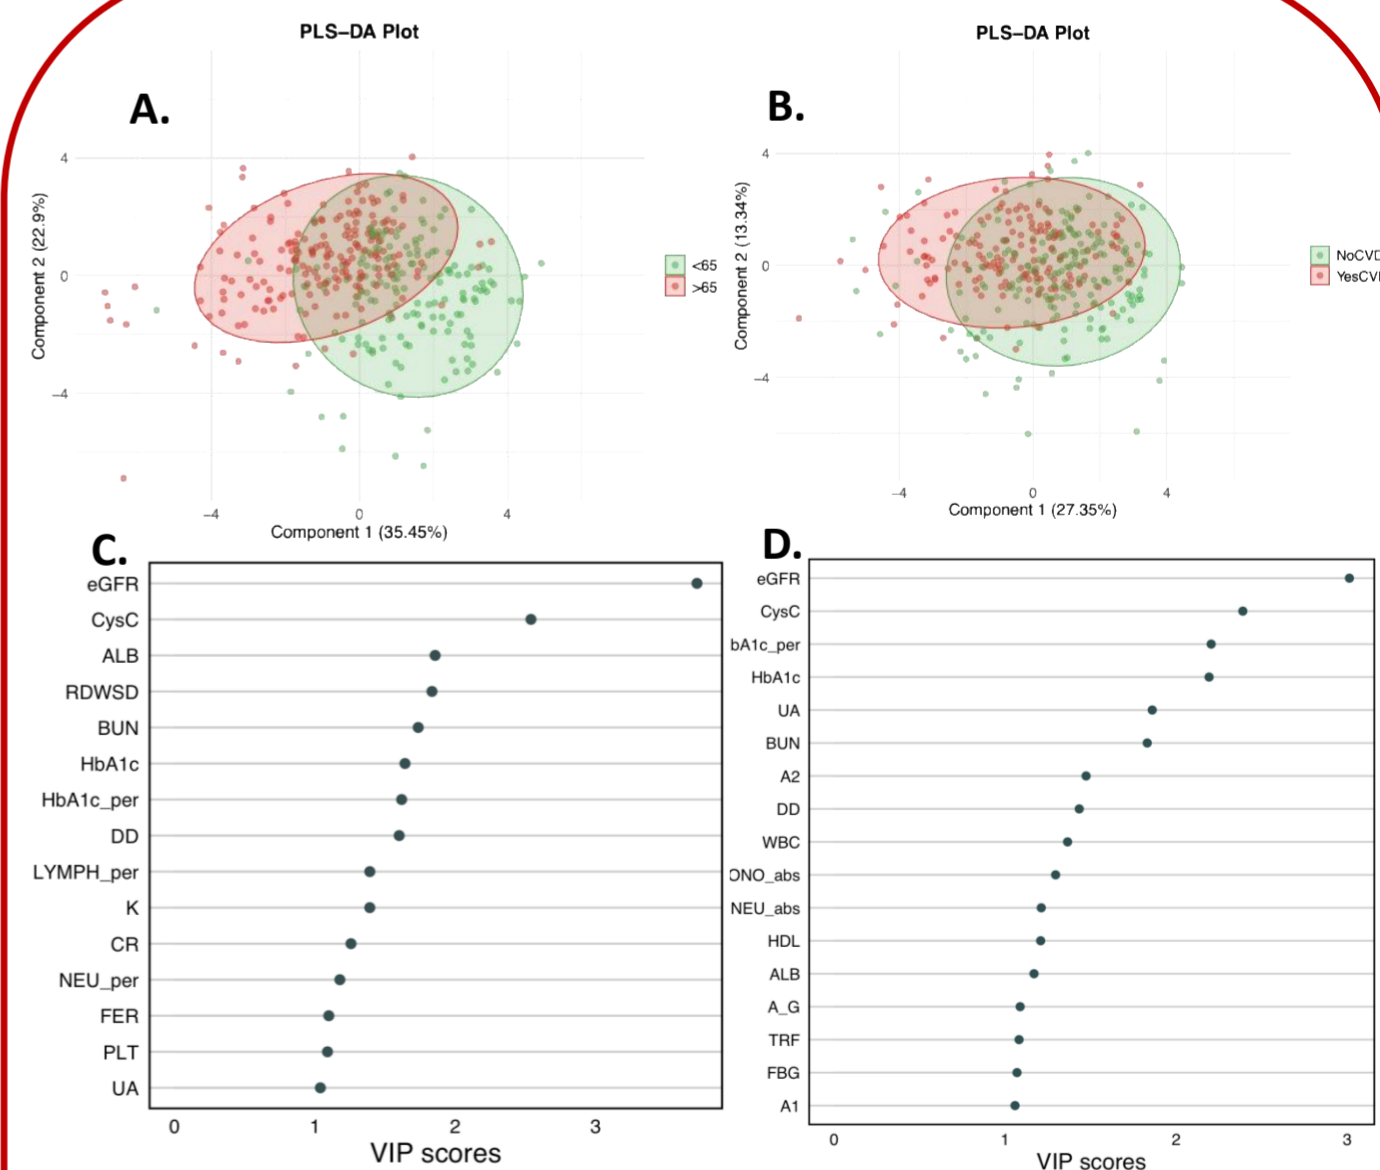 PLS–DA Plot
A.
4
0
−4
Component 2 (22.9%)
−4
0
4
Component 1 (35.45%)
<65
>65
PLS–DA Plot
B.
4
0
−4
Component 2 (13.34%)
−4
0
4
Component 1 (27.35%)
NoCVD
YesCV
C.
eGFR
CysC
ALB
RDWSD
BUN
HbA1c
HbA1c_per
DD
LYMPH_per
K
CR
NEU_per
FER
PLT
UA
0
1
2
3
VIP scores
D.
eGFR
CysC
bA1c_per
HbA1c
UA
BUN
A2
DD
WBC
ONO_abs
NEU_abs
HDL
ALB
A_G
TRF
FBG
A1
0
1
2
3
VIP scores